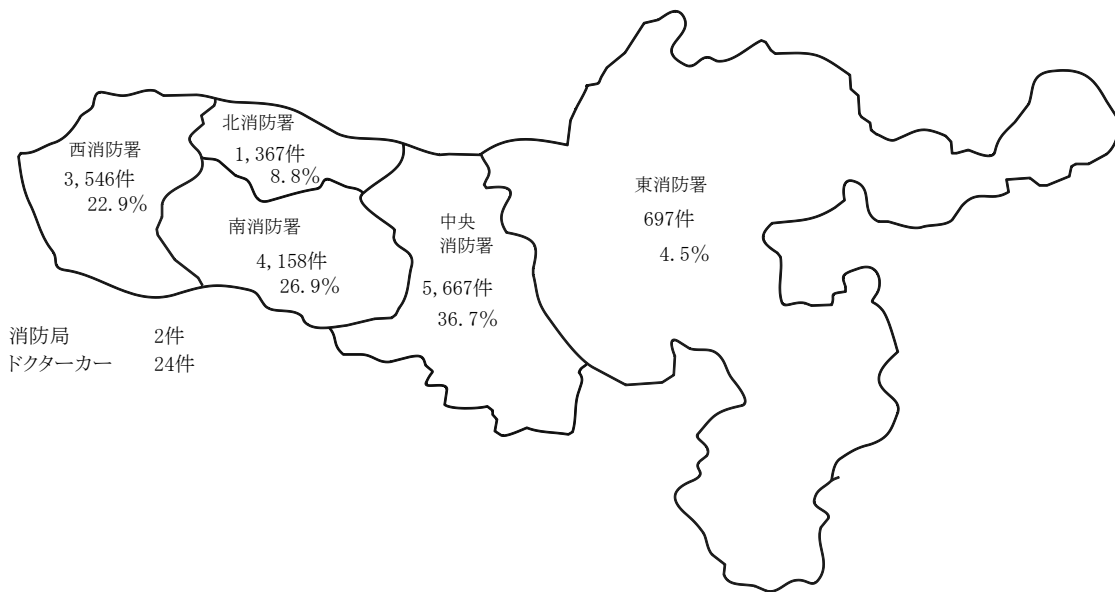 北消防署
1,367件
8.8%
西消防署
3,546件
22.9%
東消防署
697件
4.5%
南消防署
4,158件
26.9%
中央
消防署
5,667件
36.7%
消防局 2件
ドクターカー 24件